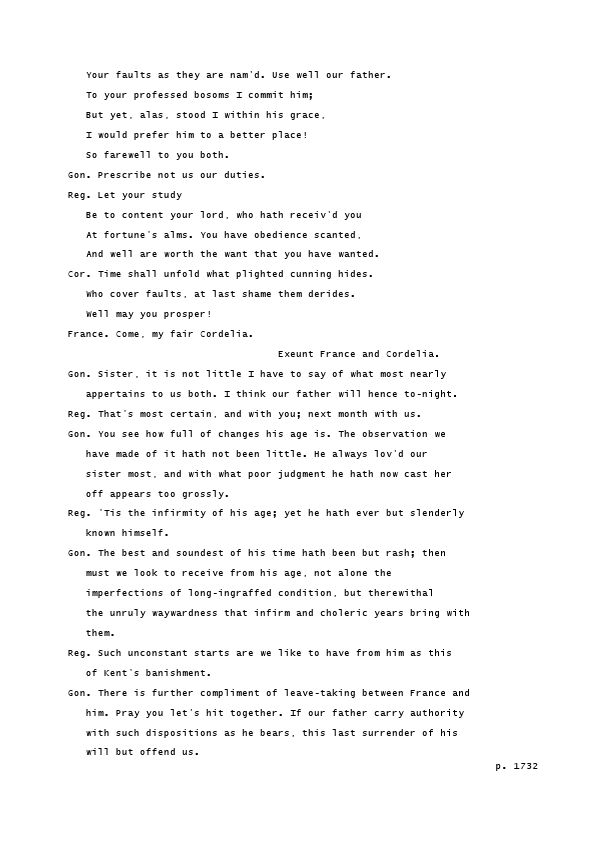 Your faults as they are nam'd. Use well our father.
To your professed bosoms I commit him;
But yet, alas, stood I within his grace,
I would prefer him to a better place!
So farewell to you both.
Gon. Prescribe not us our duties.
Reg. Let your study
Be to content your lord, who hath receiv'd you
At fortune's alms. You have obedience scanted,
And well are worth the want that you have wanted.
Cor. Time shall unfold what plighted cunning hides.
Who cover faults, at last shame them derides.
Well may you prosper!
France. Come, my fair Cordelia.
Exeunt France and Cordelia.
Gon. Sister, it is not little I have to say of what most nearly
appertains to us both. I think our father will hence to-night.
Reg. That's most certain, and with you; next month with us.
Gon. You see how full of changes his age is. The observation we
have made of it hath not been little. He always lov'd our
sister most, and with what poor judgment he hath now cast her
off appears too grossly.
Reg. 'Tis the infirmity of his age; yet he hath ever but slenderly
known himself.
Gon. The best and soundest of his time hath been but rash; then
must we look to receive from his age, not alone the
imperfections of long-ingraffed condition, but therewithal
the unruly waywardness that infirm and choleric years bring with
them.
Reg. Such unconstant starts are we like to have from him as this
of Kent's banishment.
Gon. There is further compliment of leave-taking between France and
him. Pray you let's hit together. If our father carry authority
with such dispositions as he bears, this last surrender of his
will but offend us.
p. 1732